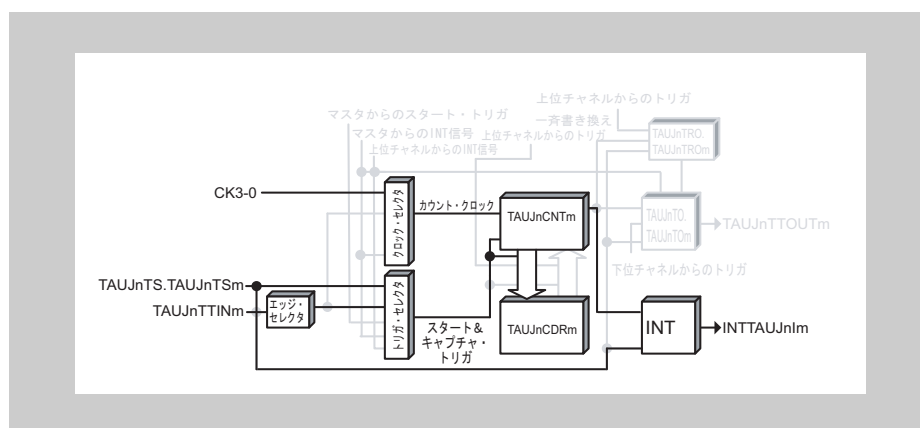 上位チャネルからのトリガ
マスタからのスタート・トリガ
一斉書き換え
マスタからのINT信号
上位チャネルからのトリガ
上位チャネルからのINT信号
TAUJnTRO.
TAUJnTROm
CK3-0
クロック・セレクタ
カウント・クロック
TAUJnCNTm
TAUJnTO.
TAUJnTOm
TAUJnTTOUTm
下位チャネルからのトリガ
TAUJnTS.TAUJnTSm
TAUJnTTINm
エッジ・
セレクタ
トリガ・セレクタ
スタート&
キャプチャ・
トリガ
TAUJnCDRm
INT
INTTAUJnIm